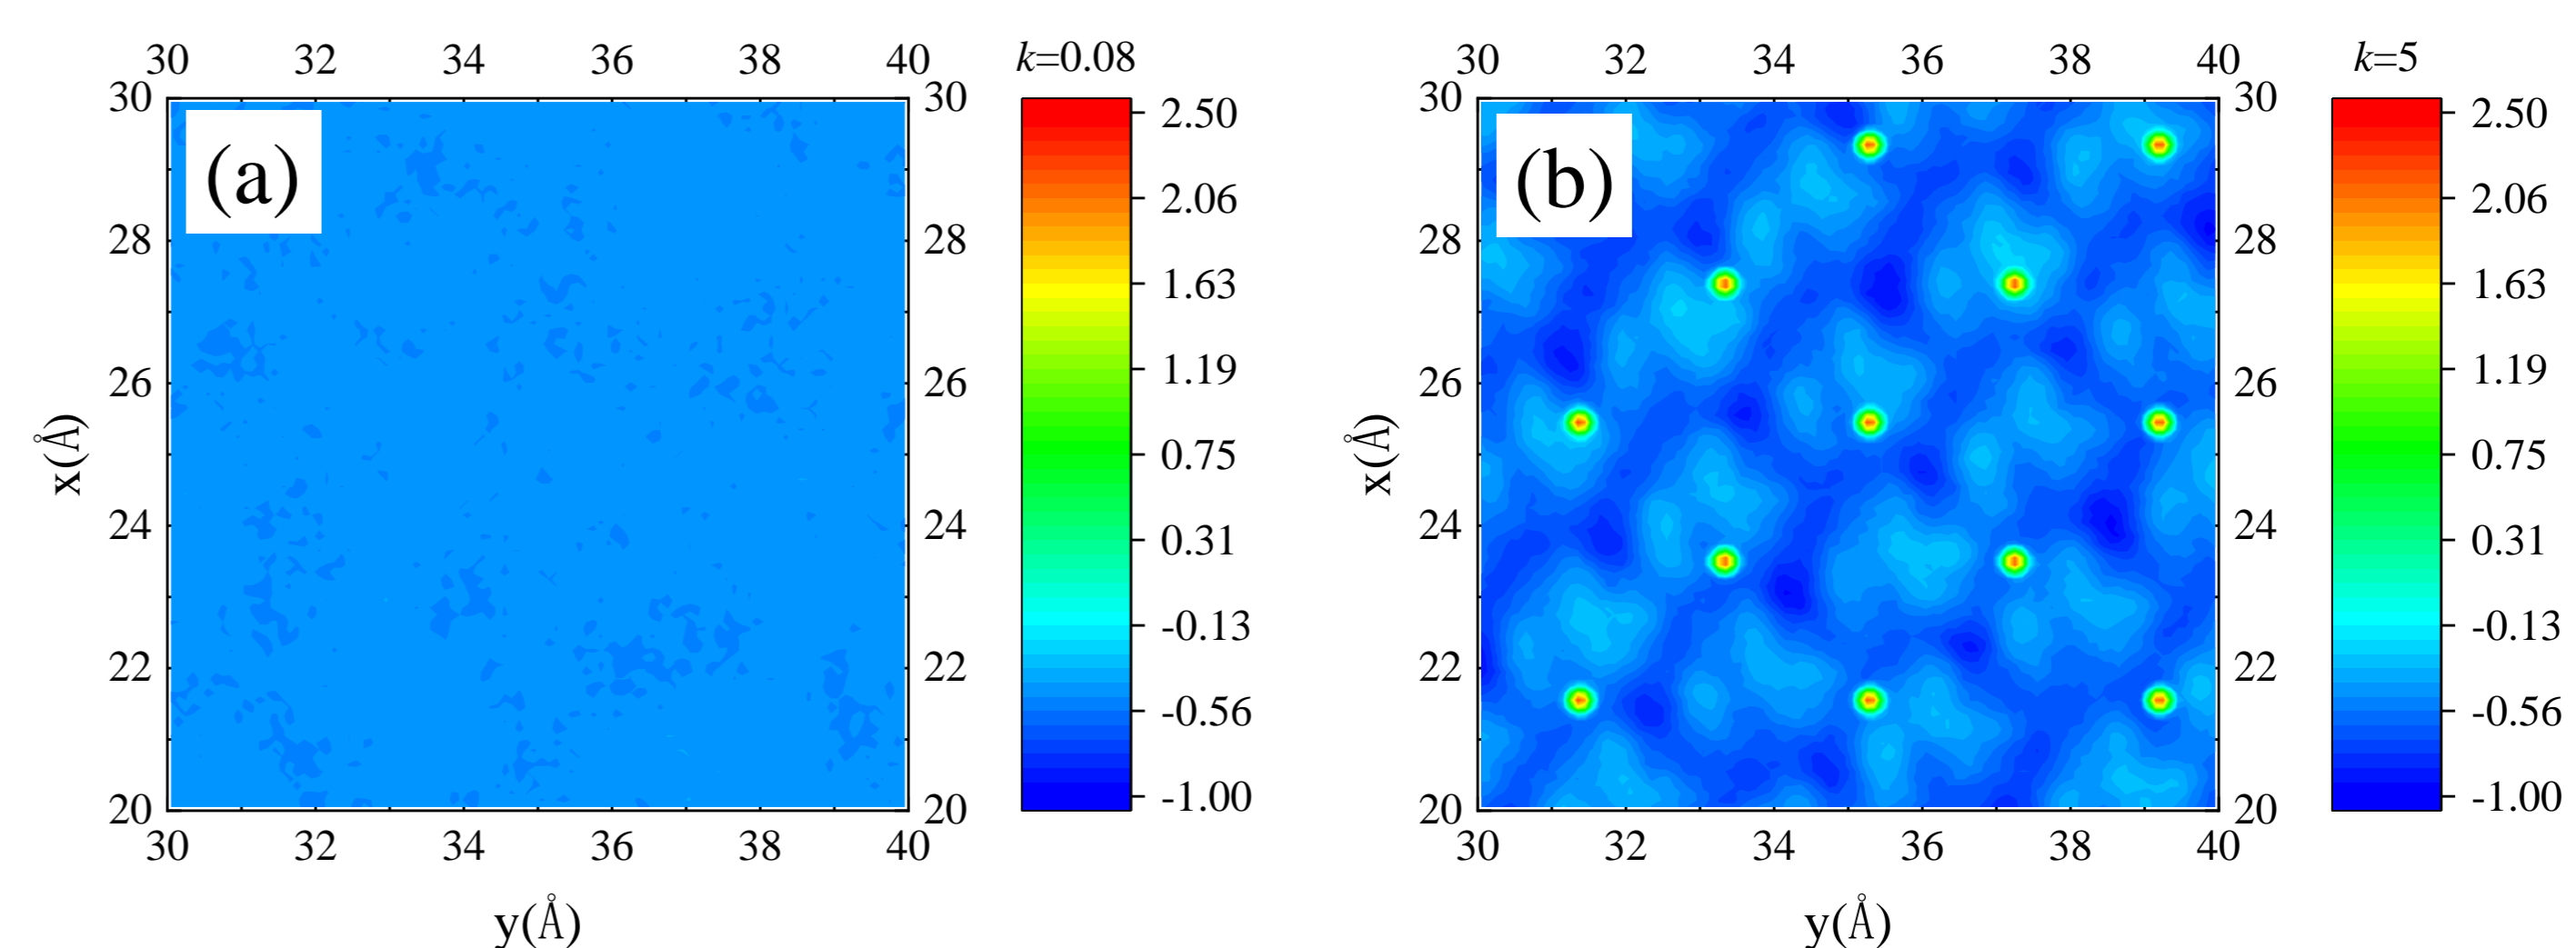 30 32 34 36 38 40 k=0.08
30 30 2.50
(a)
2.06
28 28
1.63
26 26 1.19
x(Å)
0.75
24 24 0.31
-0.13
22 22
-0.56
20 20 -1.00
30 32 34 36 38 40
y(Å)
30 32 34 36 38 40 k=5
30 30 2.50
(b)
2.06
28 28
1.63
26 26 1.19
x(Å)
0.75
24 24 0.31
-0.13
22 22
-0.56
20 20 -1.00
30 32 34 36 38 40
y(Å)